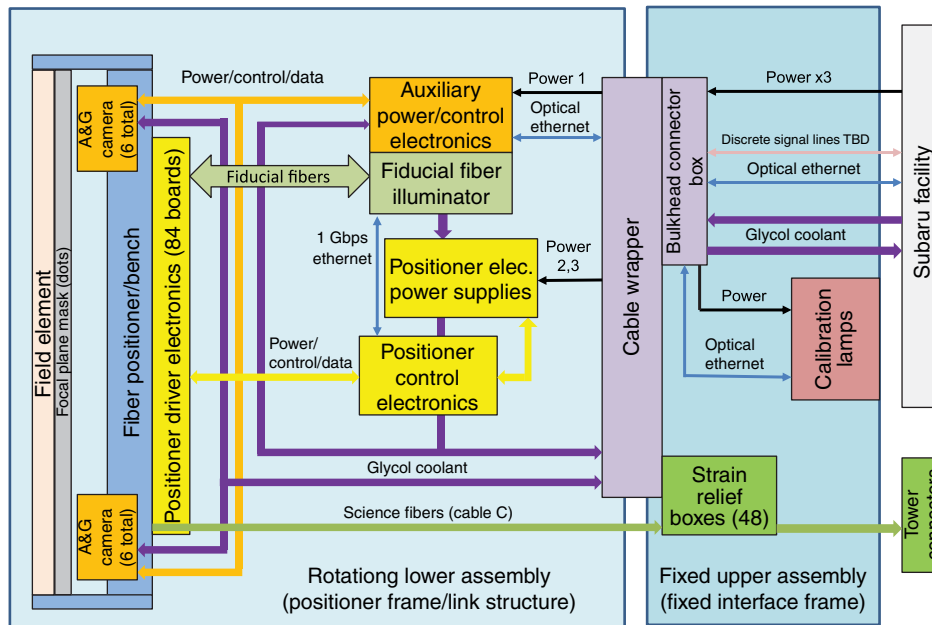 Power/control/data
A&G
camera
(6 total)
Auxiliary
power/control
electronics
Power 1
Optical
ethernet
Power x3
Discrete signal lines TBD
Optical ethernet
Glycol coolant
Subaru facility
Bulkhead connector
box
Cable wrapper
Fiducial fibers
Fiducial fiber
illuminator
1 Gbps
ethernet
Positioner elec.
power supplies
Power
2,3
Power
Optical
ethernet
Calibration
lamps
Power/
control/data
Positioner
control
electronics
Field element
Focal plane mask (dots)
Fiber positioner/bench
Positioner driver electronics (84 boards)
Glycol coolant
Science fibers (cable C)
Strain
relief
boxes (48)
Tower
connectors
A&G
camera
(6 total)
Rotationg lower assembly
(positioner frame/link structure)
Fixed upper assembly
(fixed interface frame)